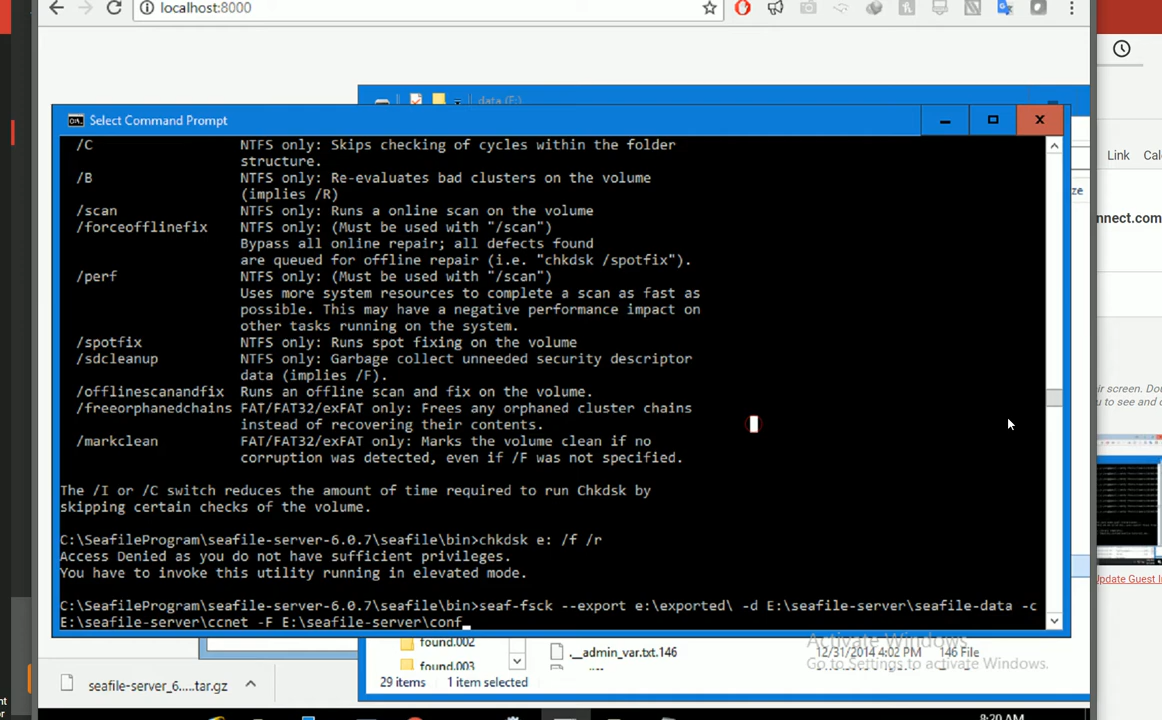 localhost:8000
data (E:)
Select Command Prompt
/C NTFS only: Skips checking of cycles within the folder
structure.
/B NTFS only: Re-evaluates bad clusters on the volume
(implies /R)
/scan NTFS only: Runs a online scan on the volume
/forceofflinefix NTFS only: (Must be used with "/scan")
Bypass all online repair; all defects found
are queued for offline repair (i.e. "chkdsk /spotfix").
/perf NTFS only: (Must be used with "/scan")
Uses more system resources to complete a scan as fast as
possible. This may have a negative performance impact on
other tasks running on the system.
/spotfix NTFS only: Runs spot fixing on the volume
/sdcleanup NTFS only: Garbage collect unneeded security descriptor
data (implies /F).
/offlinescanandfix Runs an offline scan and fix on the volume.
/freeorphanedchains FAT/FAT32/exFAT only: Frees any orphaned cluster chains
instead of recovering their contents.
/markclean FAT/FAT32/exFAT only: Marks the volume clean if no
corruption was detected, even if /F was not specified.
The /I or /C switch reduces the amount of time required to run Chkdsk by
skipping certain checks of the volume.
C:\SeafileProgram\seafile-server-6.0.7\seafile\bin>chkdsk e: /f /r
Access Denied as you do not have sufficient privileges.
You have to invoke this utility running in elevated mode.
C:\SeafileProgram\seafile-server-6.0.7\seafile\bin>seaf-fsck --export e:\exported\ -d E:\seafile-server\seafile-data -c
E:\seafile-server\ccnet -F E:\seafile-server\conf
Link
nnect.com
Update Guest
found.002
._admin_var.txt.146 12/31/2014 4:02 PM 146 File
found.003
29 items 1 item selected
Activate Windows
Go to Settings to activate Windows.
seafile-server_6.....tar.gz
8:20 AM